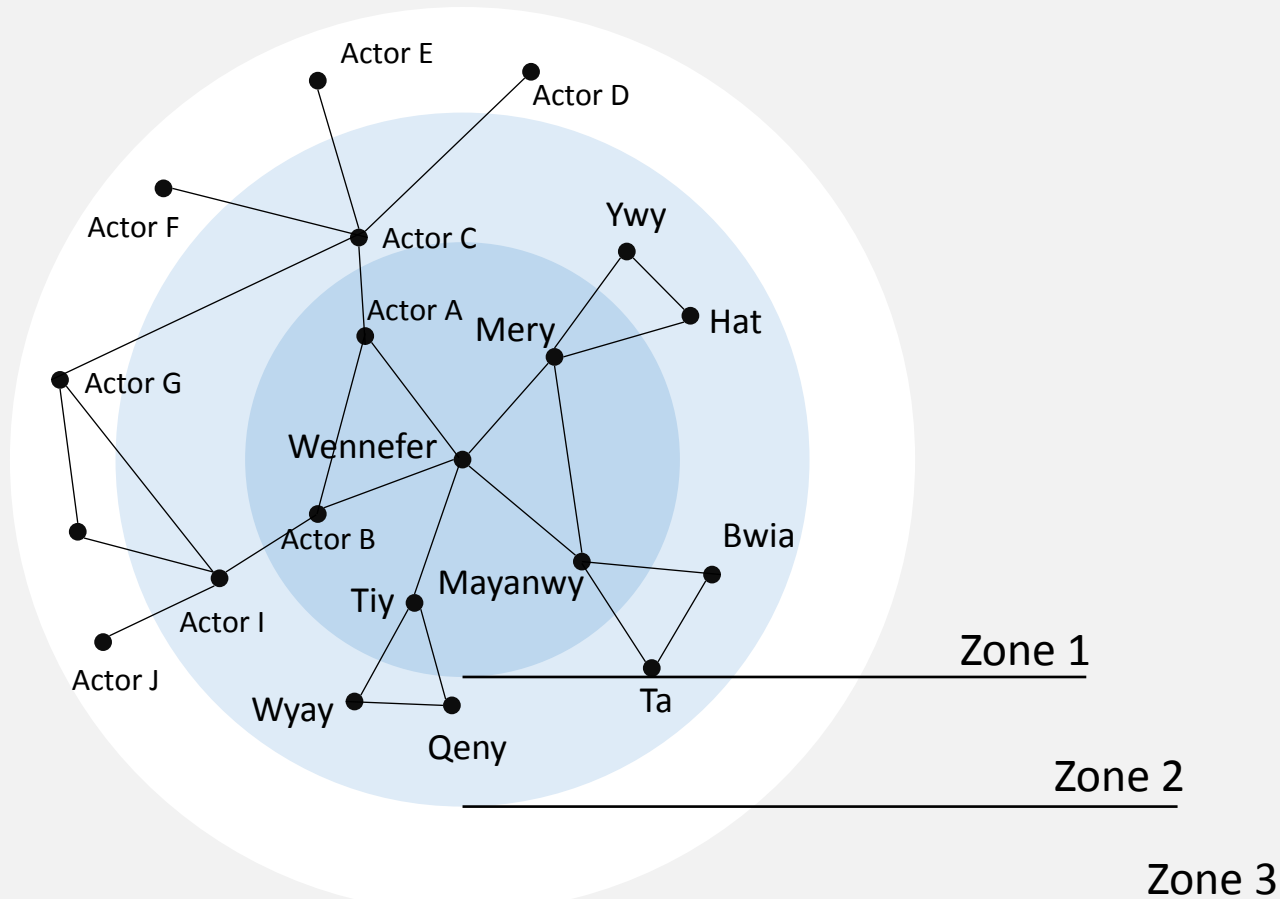 Actor E
Actor D
Ywy
Actor F
Actor C
Actor A
Mery
Hat
Actor G
Wennefer
Bwia
Actor B
Mayanwy
Tiy
Actor I
Zone 1
Actor J
Ta
Wyay
Qeny
Zone 2
Zone 3